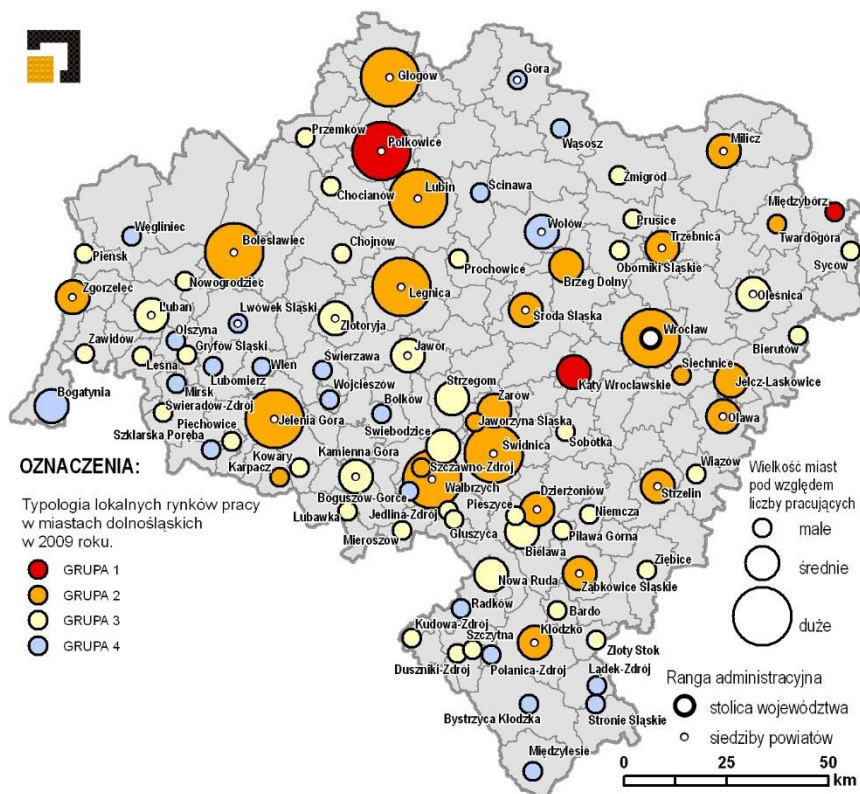 Głogów
Góra
Przemków
Polkowice
Wąsosz
Milicz
Żmigród
Lubin
Ścinawa
Chocianów
Międzybórz
Prusice
Twardogóra
Węgliniec
Wołów
Trzebnica
Pieńsk
Bolesławiec
Chojnów
Prochowice
Oborniki Śląskie
Syców
Brzeg Dolny
Nowogrodziec
Zgorzelec
Legnica
Oleśnica
Lubań
Lwówek Śląski
Złotoryja
Środa Śląska
Wrocław
Olszyna
Bierutów
Zawidów
Gryfów Śląski
Jawor
Leśna
Lubomierz
Wleń
Świerzawa
Siechnice
Kąty Wrocławskie
Jelcz-Laskowice
Mirsk
Wojcieszów
Strzegom
Bogatynia
Bolków
Żarów
Świeradów-Zdrój
Jelenia Góra
Jaworzyna Śląska
Oława
Piechowice
Świebodzice
Szklarska Poręba
Sobótka
Kowary
Kamienna Góra
Świdnica
Karpacz
Szczawno-Zdrój
Wiązów
Wałbrzych
Strzelin
Boguszów-Gorce
Dzierżoniów
Pieszyce
Niemcza
Lubawka
Jedlina-Zdrój
Głuszyca
Piława Górna
Mieroszów
Bielawa
Ziębice
Nowa Ruda
Ząbkowice Śląskie
Radków
Bardo
Kudowa-Zdrój
Szczytna
Kłodzko
Złoty Stok
Duszniki-Zdrój
Polanica-Zdrój
Lądek-Zdrój
Bystrzyca Kłodzka
Stronie Śląskie
Międzylesie
OZNACZENIA:
Typologia lokalnych rynków pracy
w miastach dolnośląskich
w 2009 roku.
GRUPA 1
GRUPA 2
GRUPA 3
GRUPA 4
Wielkość miast
pod względem
liczby pracujących
małe
średnie
duże
Ranga administracyjna
stolica województwa
siedziby powiatów
0 25 50
km